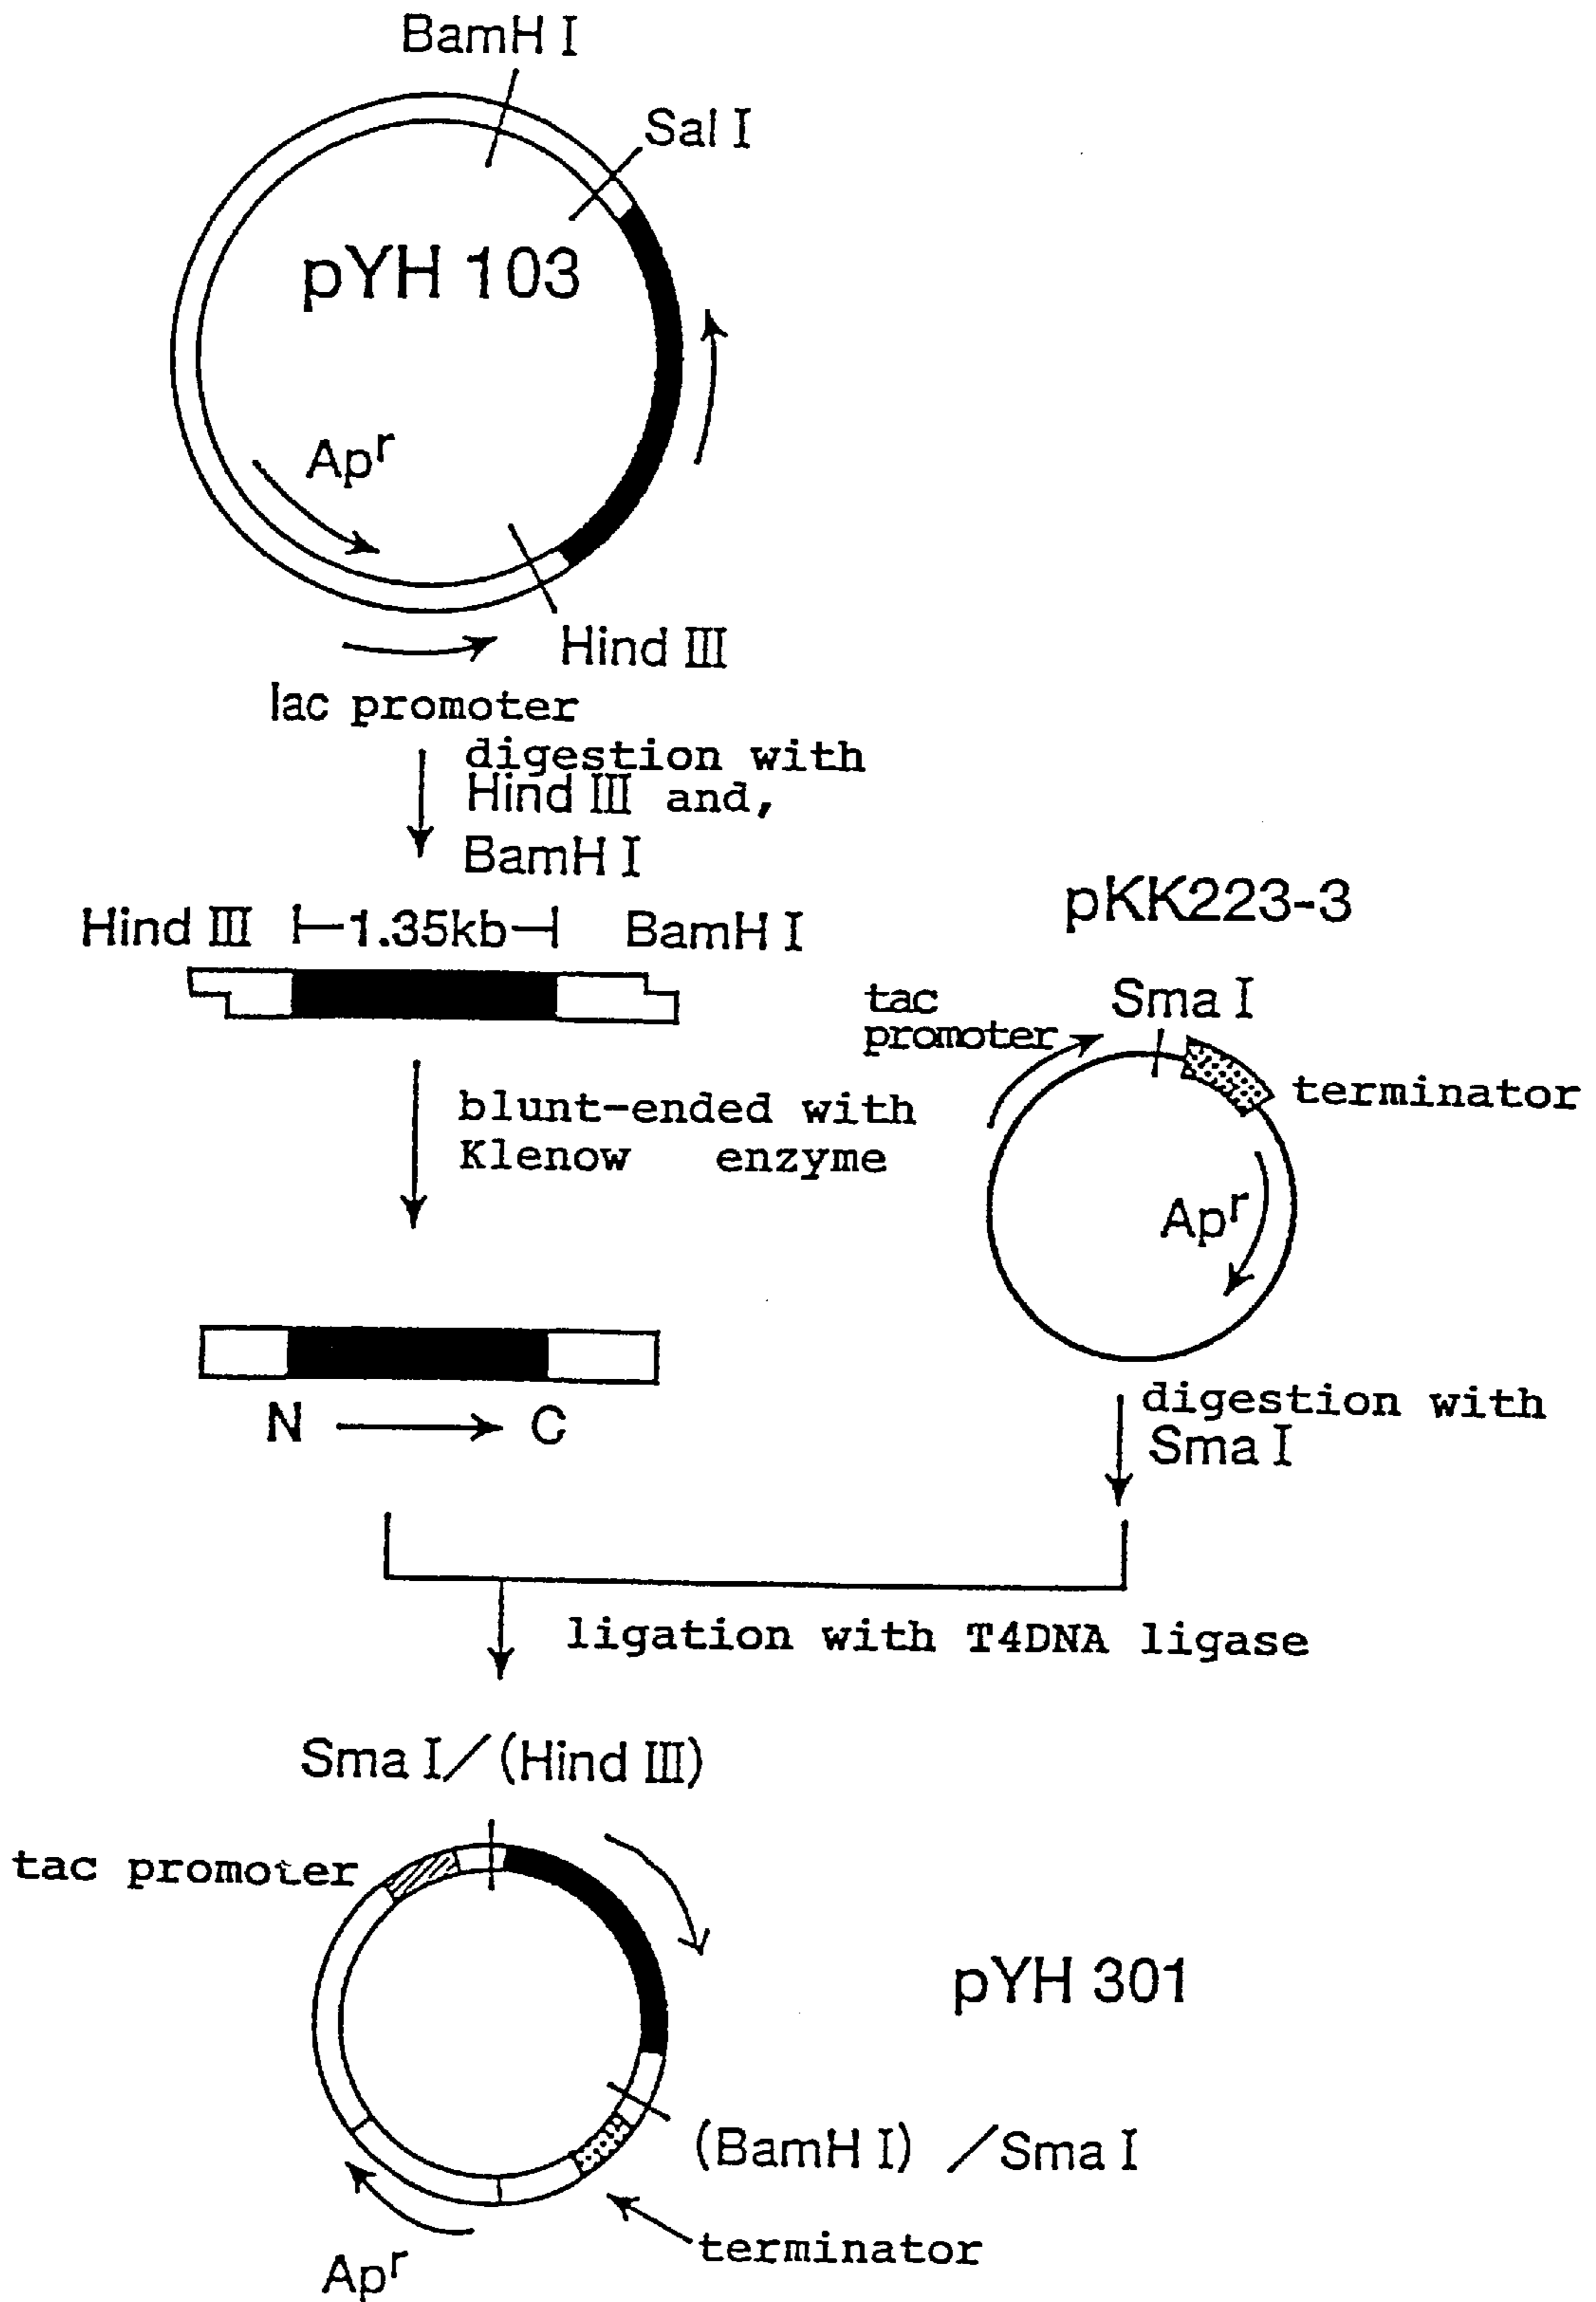 BamH I
Sal I
pYH 103
Apr
Hind III
lac promoter
digestion with
Hind III and,
BamH I
Hind III ⊢1.35kb⊣ BamH I
blunt-ended with
Klenow enzyme
N → C
pKK223-3
Sma I
tac
promoter
terminator
Apr
digestion with
Sma I
ligation with T4DNA ligase
Sma I/(Hind III)
tac promoter
pYH 301
(BamH I) /Sma I
terminator
Apr